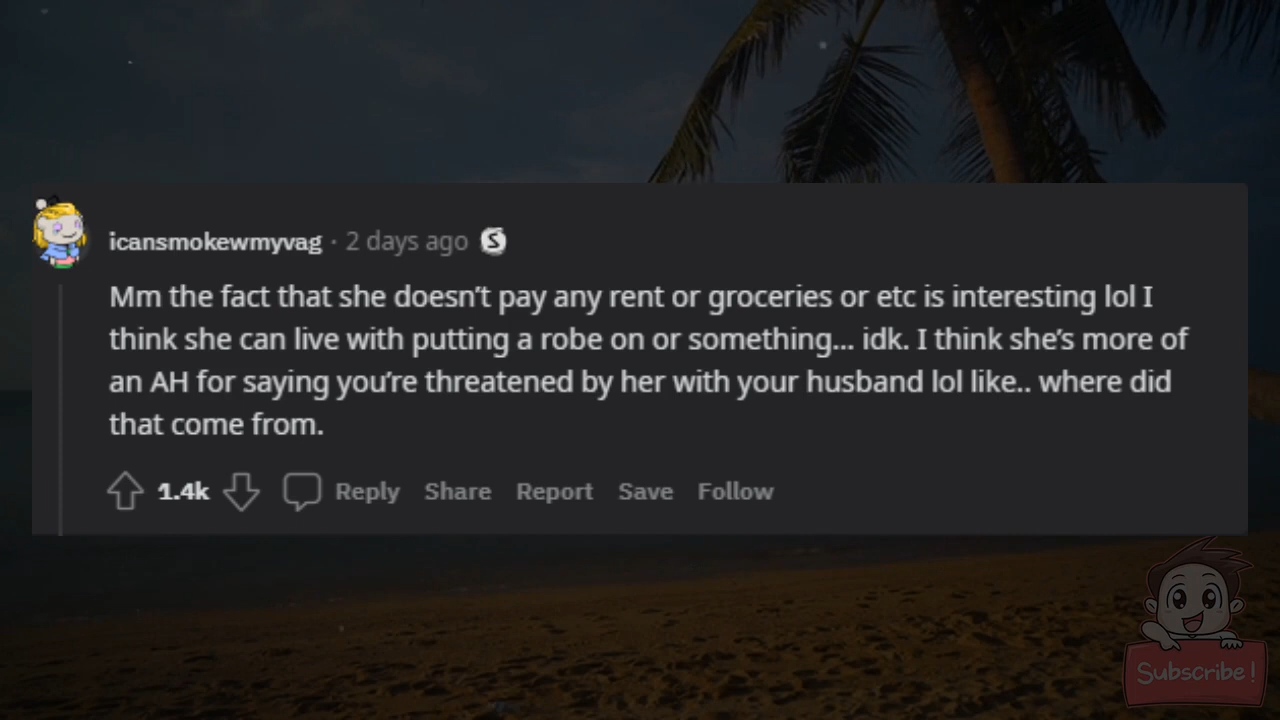 icansmokewmyvag · 2 days ago S
Mm the fact that she doesn’t pay any rent or groceries or etc is interesting lol I
think she can live with putting a robe on or something... idk. I think she’s more of
an AH for saying you’re threatened by her with your husband lol like.. where did
that come from.
1.4k Reply Share Report Save Follow
Subscribe!